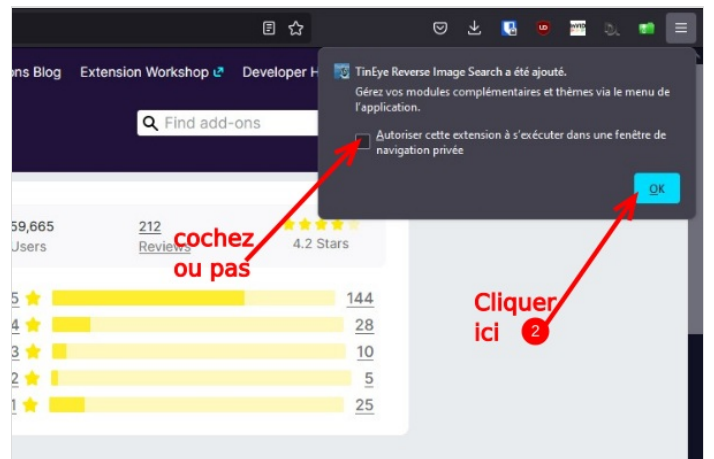 ons Blog Extension Workshop Developer H
Find add-ons
TinEye Reverse Image Search a été ajouté.
Gérez vos modules complémentaires et thèmes via le menu de
l'application.
Autoriser cette extension à s'exécuter dans une fenêtre de
navigation privée
OK
59,665 212
Users Reviews 4.2 Stars
cochez
ou pas
5 144
4 28
3 10
2 5
1 25
Cliquer
ici 2